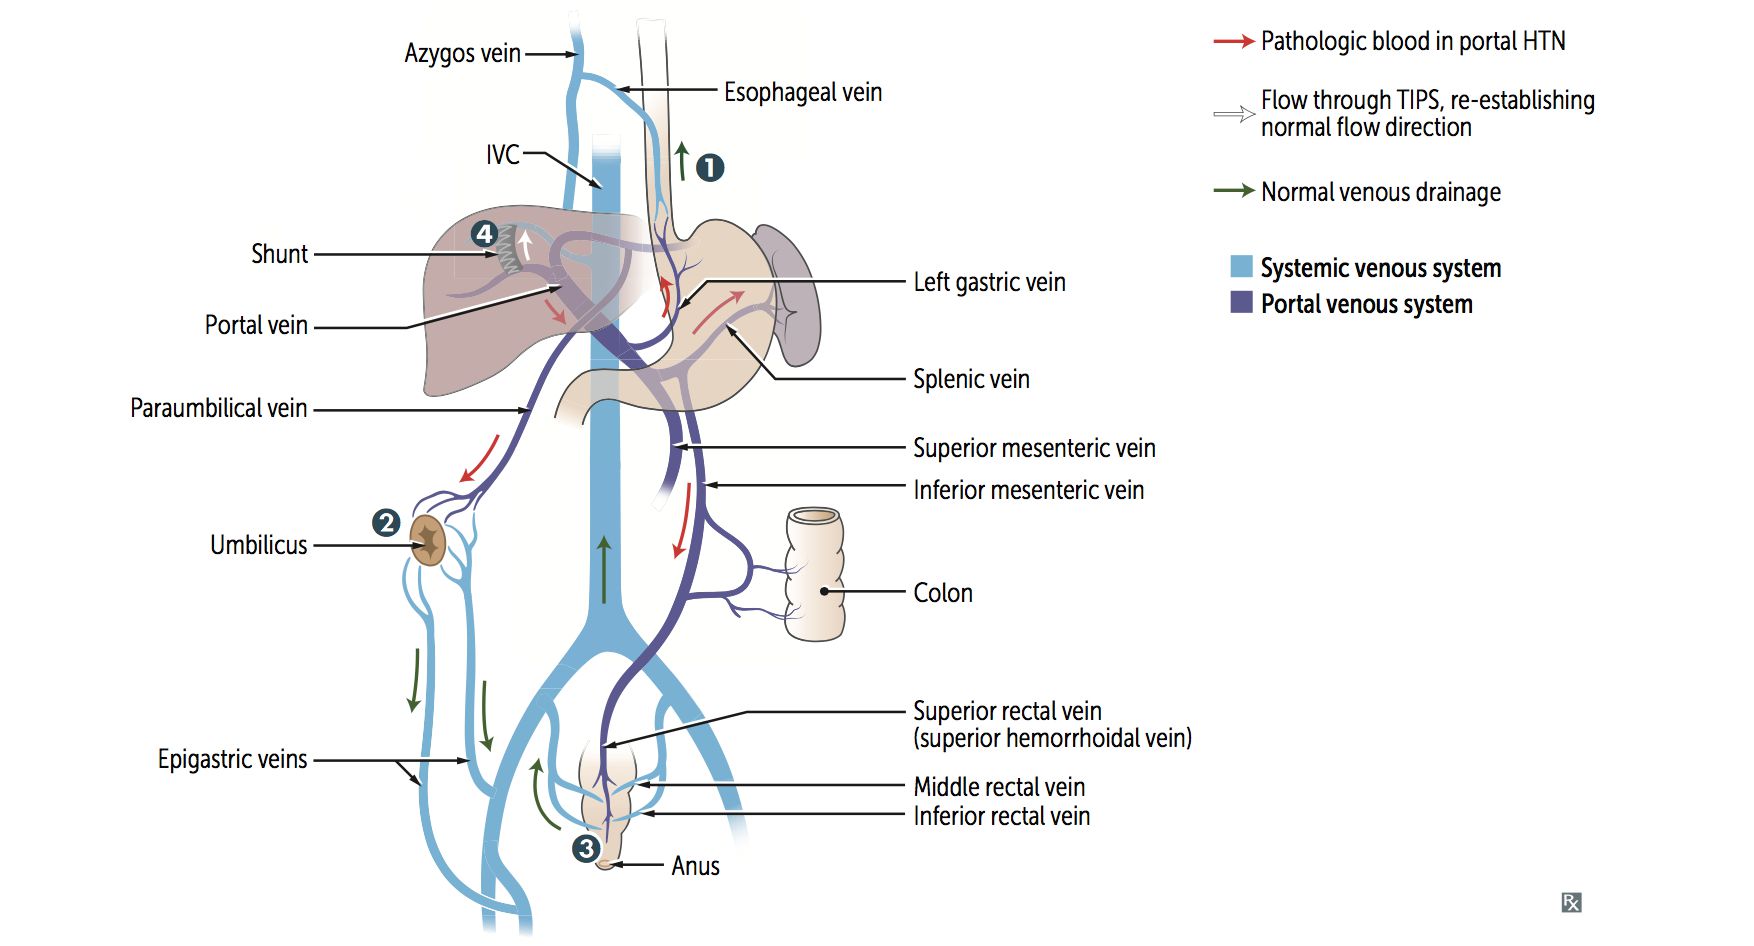 Azygos vein
Esophageal vein
IVC
1
4
Shunt
Portal vein
Left gastric vein
Splenic vein
Paraumbilical vein
Superior mesenteric vein
Inferior mesenteric vein
2
Umbilicus
Colon
Epigastric veins
Superior rectal vein
(superior hemorrhoidal vein)
Middle rectal vein
Inferior rectal vein
3
Anus
Pathologic blood in portal HTN
Flow through TIPS, re-establishing
normal flow direction
Normal venous drainage
Systemic venous system
Portal venous system
Rx